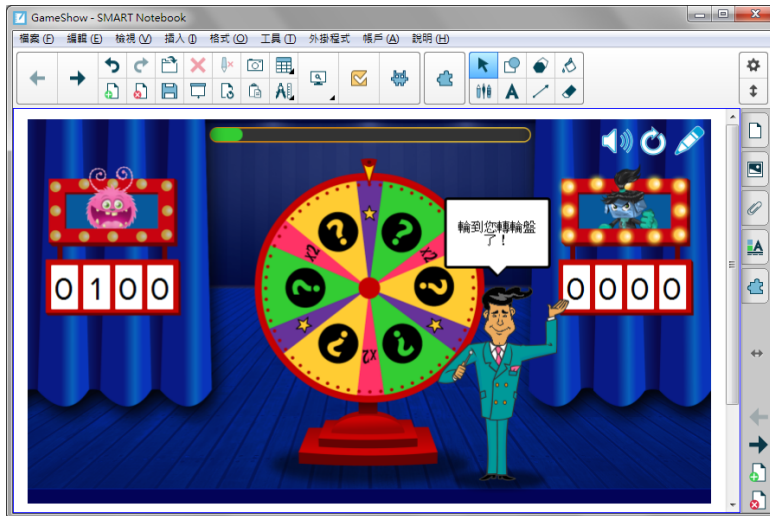 GameShow - SMART Notebook
檔案(F) 編輯(E) 檢視(V) 插入(I) 格式(O) 工具(T) 外掛程式 帳戶(A) 說明(H)
0100
輪到您轉輪盤
了！
0000
?
?
x2
x2
?
?
?
?
x2